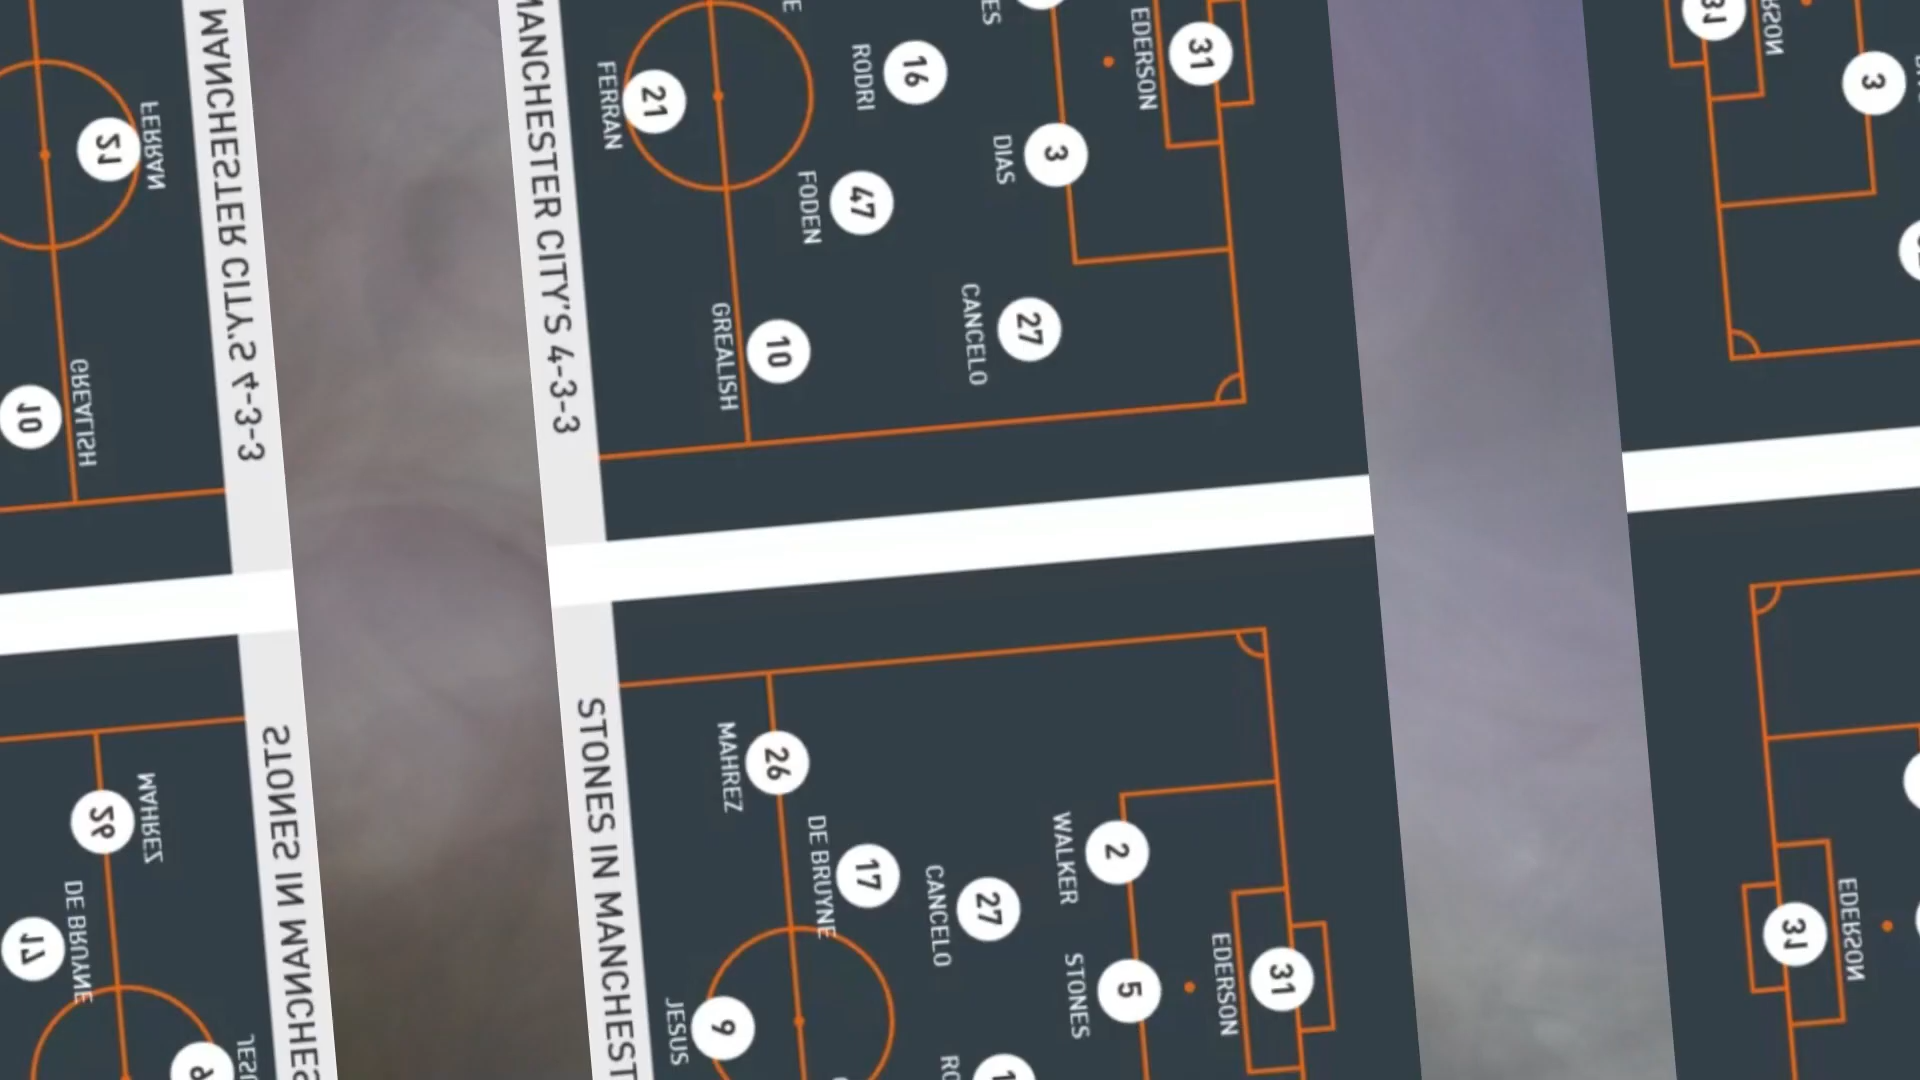 MANCHESTER CITY'S 4-3-3
FERRAN
21
RODRI
16
EDERSON
31
DIAS
3
FODEN
47
GREALISH
10
CANCELO
27
STONES IN
MAHREZ
26
DE BRUYNE
17
WALKER
2
CANCELO
27
STONES
5
EDERSON
31
JESUS
9
FERRAN
21
GREALISH
10
MANCHESTER CITY'S 4-3-3
MAHREZ
26
DE BRUYNE
17
STONES IN
31
3
EDERSON
31